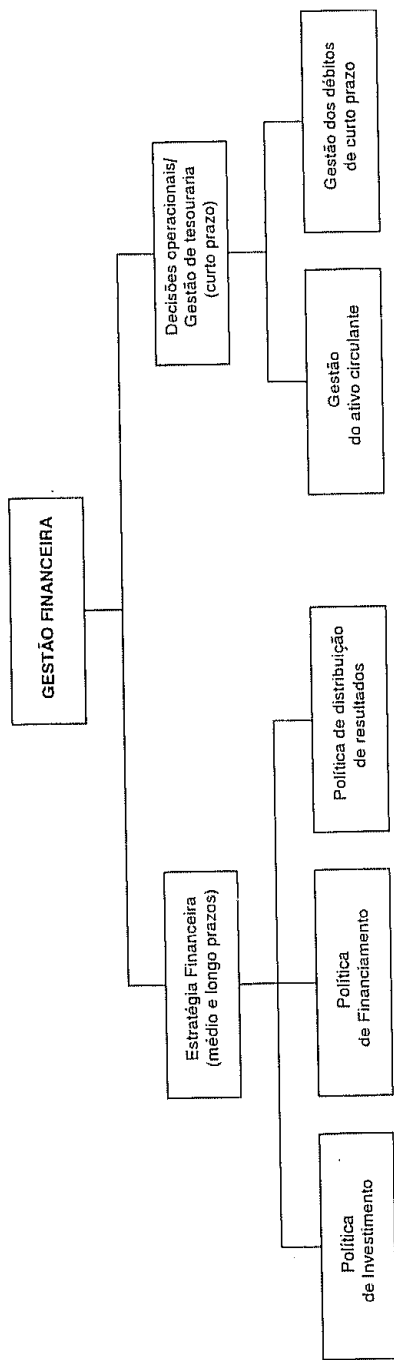 GESTÃO FINANCEIRA
Estratégia Financeira
(médio e longo prazos)
Decisões operacionais/
Gestão de tesouraria
(curto prazo)
Política
de Investimento
Política
de Financiamento
Política de distribuição
de resultados
Gestão
do ativo circulante
Gestão dos débitos
de curto prazo